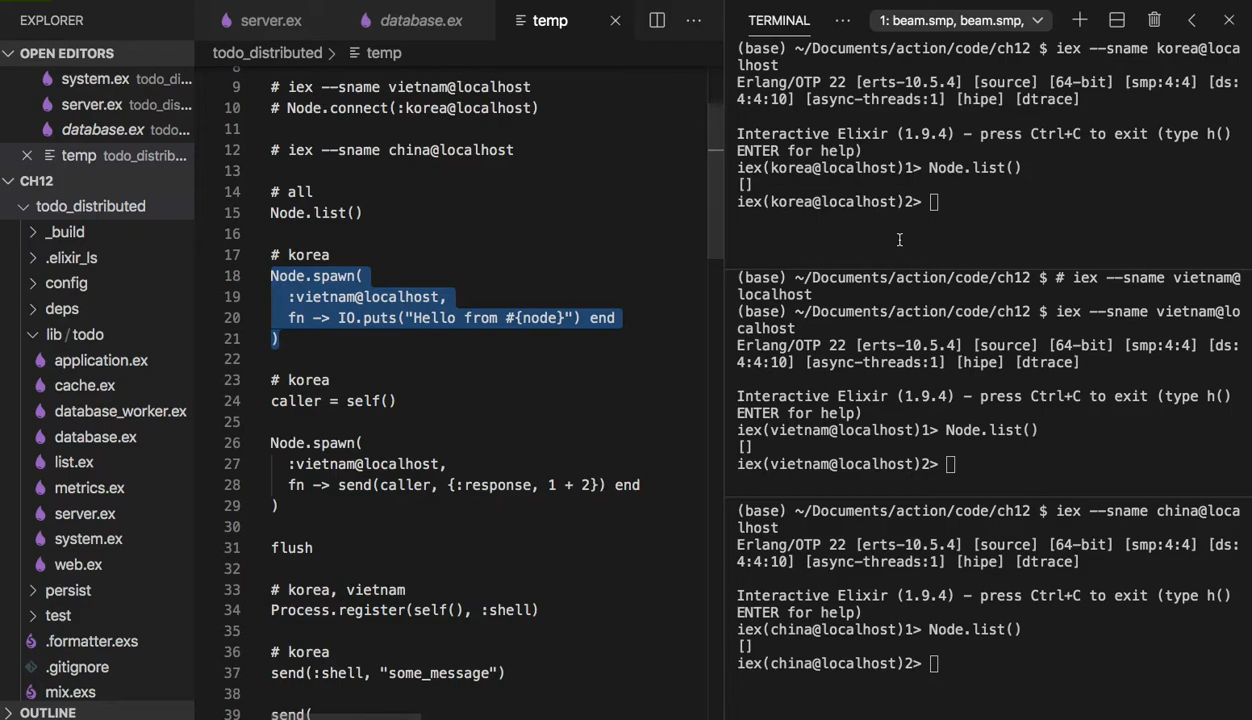 EXPLORER
OPEN EDITORS
system.ex todo_di...
server.ex todo_dis...
database.ex todo...
temp todo_distrib...
CH12
todo_distributed
_build
.elixir_ls
config
deps
lib / todo
application.ex
cache.ex
database_worker.ex
database.ex
list.ex
metrics.ex
server.ex
system.ex
web.ex
persist
test
.formatter.exs
.gitignore
mix.exs
OUTLINE
server.ex
database.ex
temp
todo_distributed > temp
9 # iex --sname vietnam@localhost
10 # Node.connect(:korea@localhost)
11
12 # iex --sname china@localhost
13
14 # all
15 Node.list()
16
17 # korea
18 Node.spawn(
19 :vietnam@localhost,
20 fn -> IO.puts("Hello from #{node}") end
21 )
22
23 # korea
24 caller = self()
25
26 Node.spawn(
27 :vietnam@localhost,
28 fn -> send(caller, {:response, 1 + 2}) end
29 )
30
31 flush
32
33 # korea, vietnam
34 Process.register(self(), :shell)
35
36 # korea
37 send(:shell, "some_message")
38
39 send(
TERMINAL
1: beam.smp, beam.smp,
(base) ~/Documents/action/code/ch12 $ iex --sname korea@loca
lhost
Erlang/OTP 22 [erts-10.5.4] [source] [64-bit] [smp:4:4] [ds:
4:4:10] [async-threads:1] [hipe] [dtrace]
Interactive Elixir (1.9.4) - press Ctrl+C to exit (type h()
ENTER for help)
iex(korea@localhost)1> Node.list()
[]
iex(korea@localhost)2>
(base) ~/Documents/action/code/ch12 $ # iex --sname vietnam@
localhost
(base) ~/Documents/action/code/ch12 $ iex --sname vietnam@lo
calhost
Erlang/OTP 22 [erts-10.5.4] [source] [64-bit] [smp:4:4] [ds:
4:4:10] [async-threads:1] [hipe] [dtrace]
Interactive Elixir (1.9.4) - press Ctrl+C to exit (type h()
ENTER for help)
iex(vietnam@localhost)1> Node.list()
[]
iex(vietnam@localhost)2>
(base) ~/Documents/action/code/ch12 $ iex --sname china@loca
lhost
Erlang/OTP 22 [erts-10.5.4] [source] [64-bit] [smp:4:4] [ds:
4:4:10] [async-threads:1] [hipe] [dtrace]
Interactive Elixir (1.9.4) - press Ctrl+C to exit (type h()
ENTER for help)
iex(china@localhost)1> Node.list()
[]
iex(china@localhost)2>